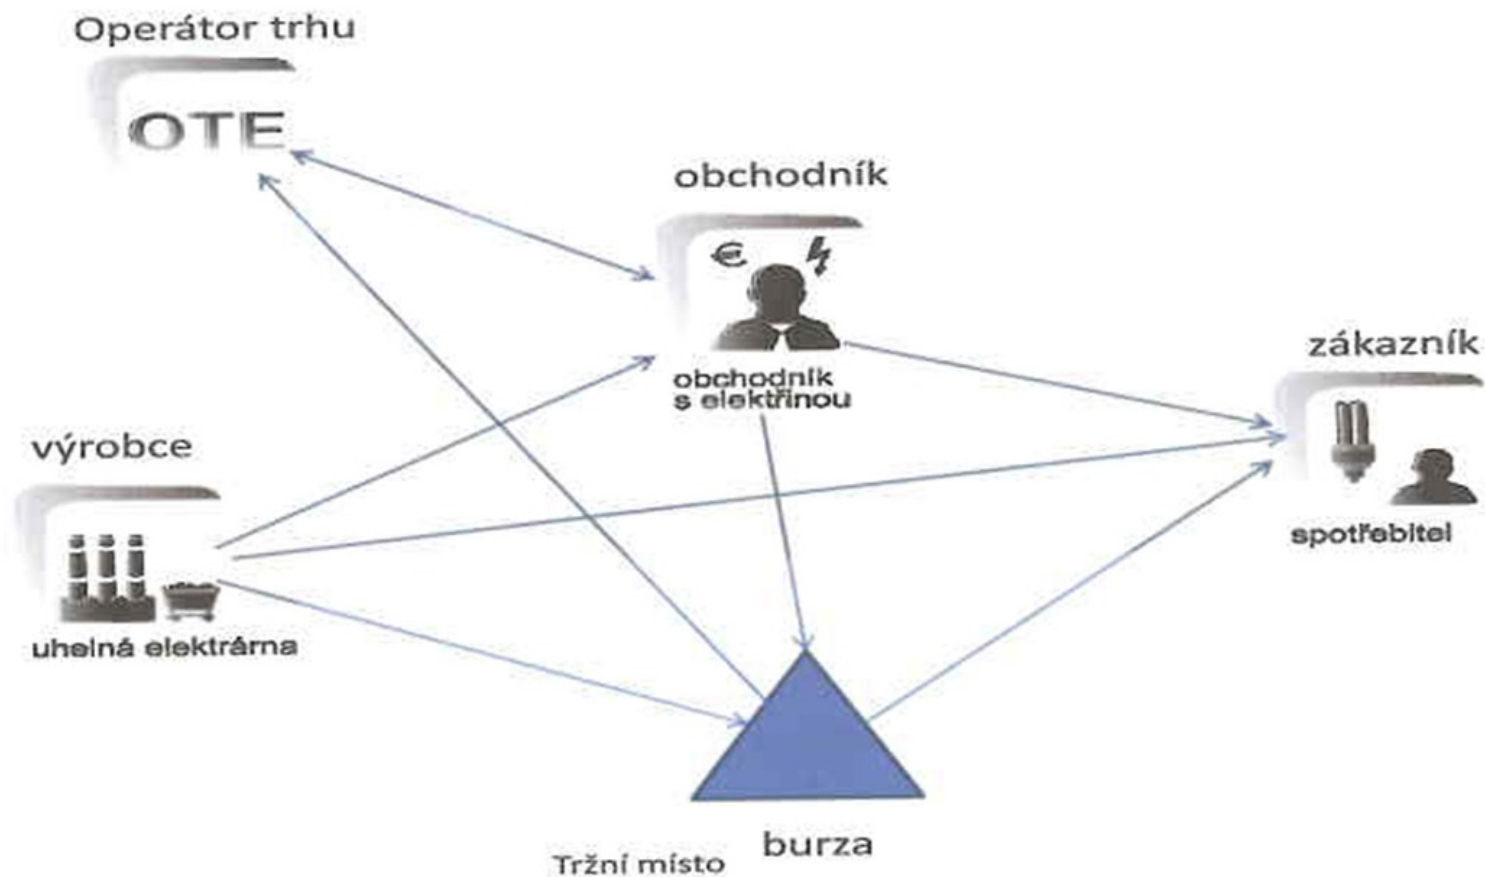 Operátor trhu
OTE
obchodník
€
obchodník
s elektřinou
zákazník
spotřebitel
výrobce
uhelná elektrárna
burza
Tržní místo